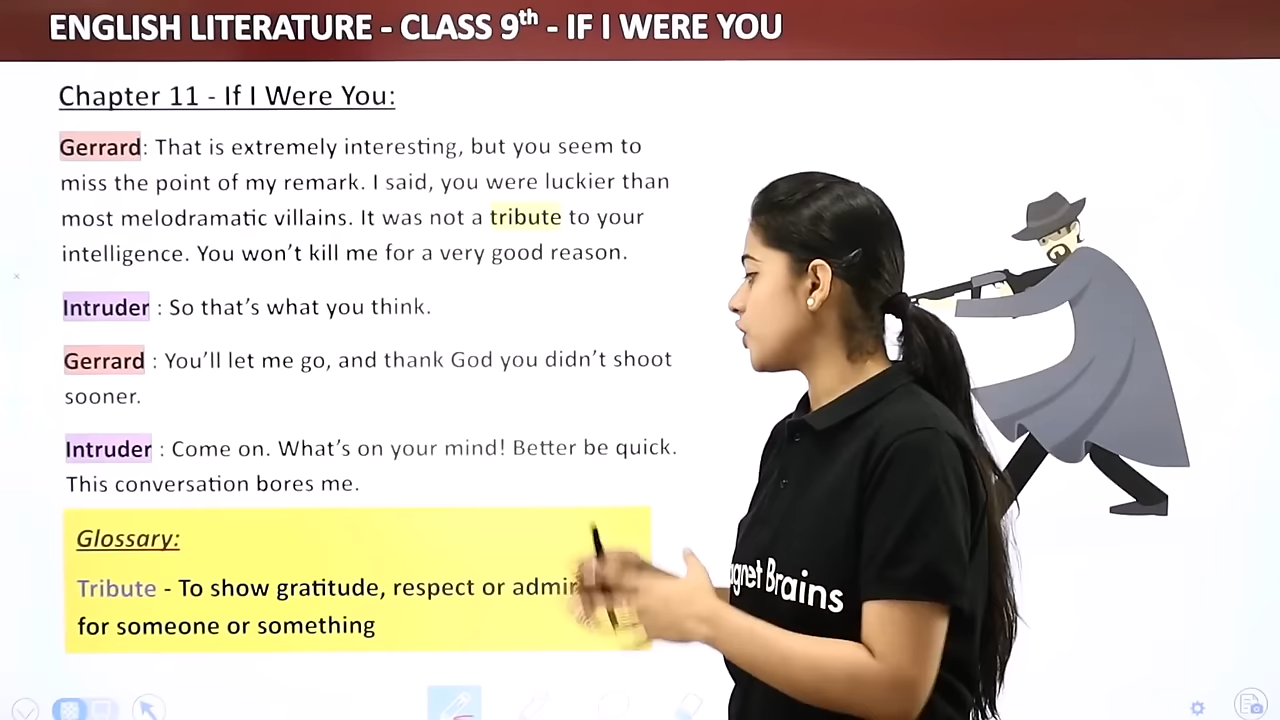 ENGLISH LITERATURE - CLASS 9th - IF I WERE YOU
Chapter 11 - If I Were You:
Gerrard: That is extremely interesting, but you seem to
miss the point of my remark. I said, you were luckier than
most melodramatic villains. It was not a tribute to your
intelligence. You won't kill me for a very good reason.
Intruder : So that's what you think.
Gerrard : You'll let me go, and thank God you didn't shoot
sooner.
Intruder : Come on. What's on your mind! Better be quick.
This conversation bores me.
Glossary:
Tribute - To show gratitude, respect or
for someone or something
Brains